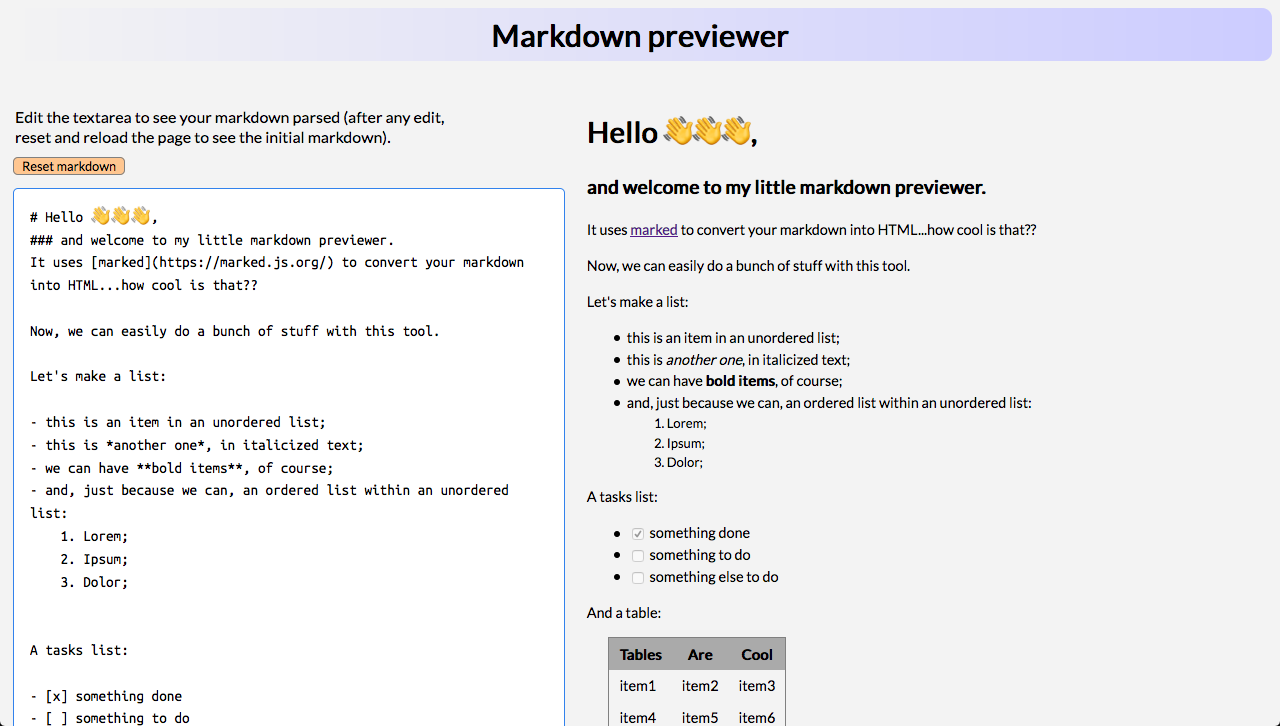 Markdown previewer
Edit the textarea to see your markdown parsed (after any edit,
reset and reload the page to see the initial markdown).
Reset markdown
# Hello 👋👋👋,
### and welcome to my little markdown previewer.
It uses [marked](https://marked.js.org/) to convert your markdown
into HTML...how cool is that??
Now, we can easily do a bunch of stuff with this tool.
Let's make a list:
- this is an item in an unordered list;
- this is *another one*, in italicized text;
- we can have **bold items**, of course;
- and, just because we can, an ordered list within an unordered
list:
1. Lorem;
2. Ipsum;
3. Dolor;
A tasks list:
- [x] something done
- [ ] something to do
Hello 👋👋👋,
and welcome to my little markdown previewer.
It uses marked to convert your markdown into HTML...how cool is that??
Now, we can easily do a bunch of stuff with this tool.
Let's make a list:
• this is an item in an unordered list;
• this is another one, in italicized text;
• we can have bold items, of course;
• and, just because we can, an ordered list within an unordered list:
1. Lorem;
2. Ipsum;
3. Dolor;
A tasks list:
• something done
• something to do
• something else to do
And a table:
Tables Are Cool
item1 item2 item3
item4 item5 item6